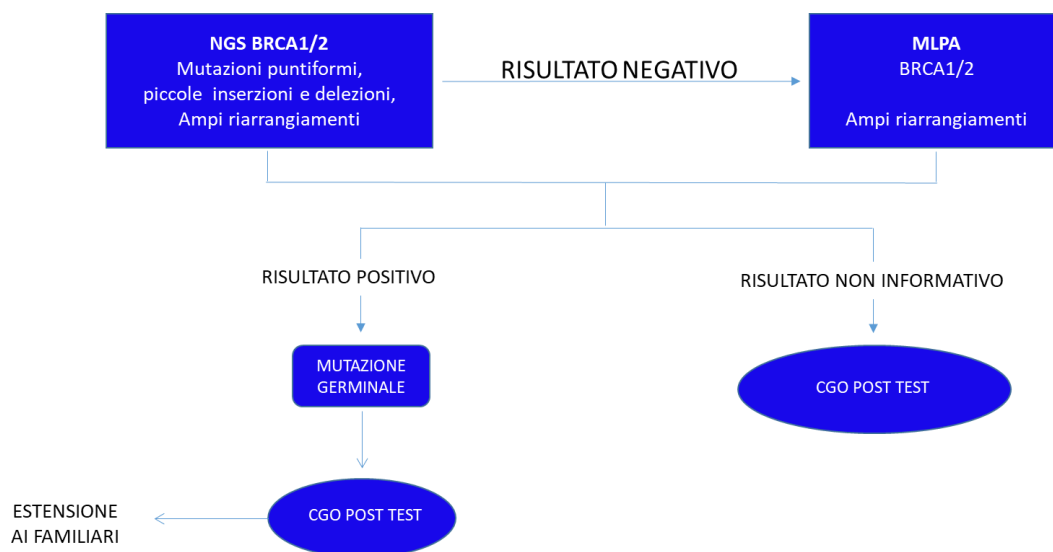 NGS BRCA1/2
Mutazioni puntiformi,
piccole inserzioni e delezioni,
Ampi riarrangiamenti
RISULTATO NEGATIVO
MLPA
BRCA1/2
Ampi riarrangiamenti
RISULTATO POSITIVO
RISULTATO NON INFORMATIVO
MUTAZIONE
GERMINALE
CGO POST TEST
CGO POST TEST
ESTENSIONE
AI FAMILIARI